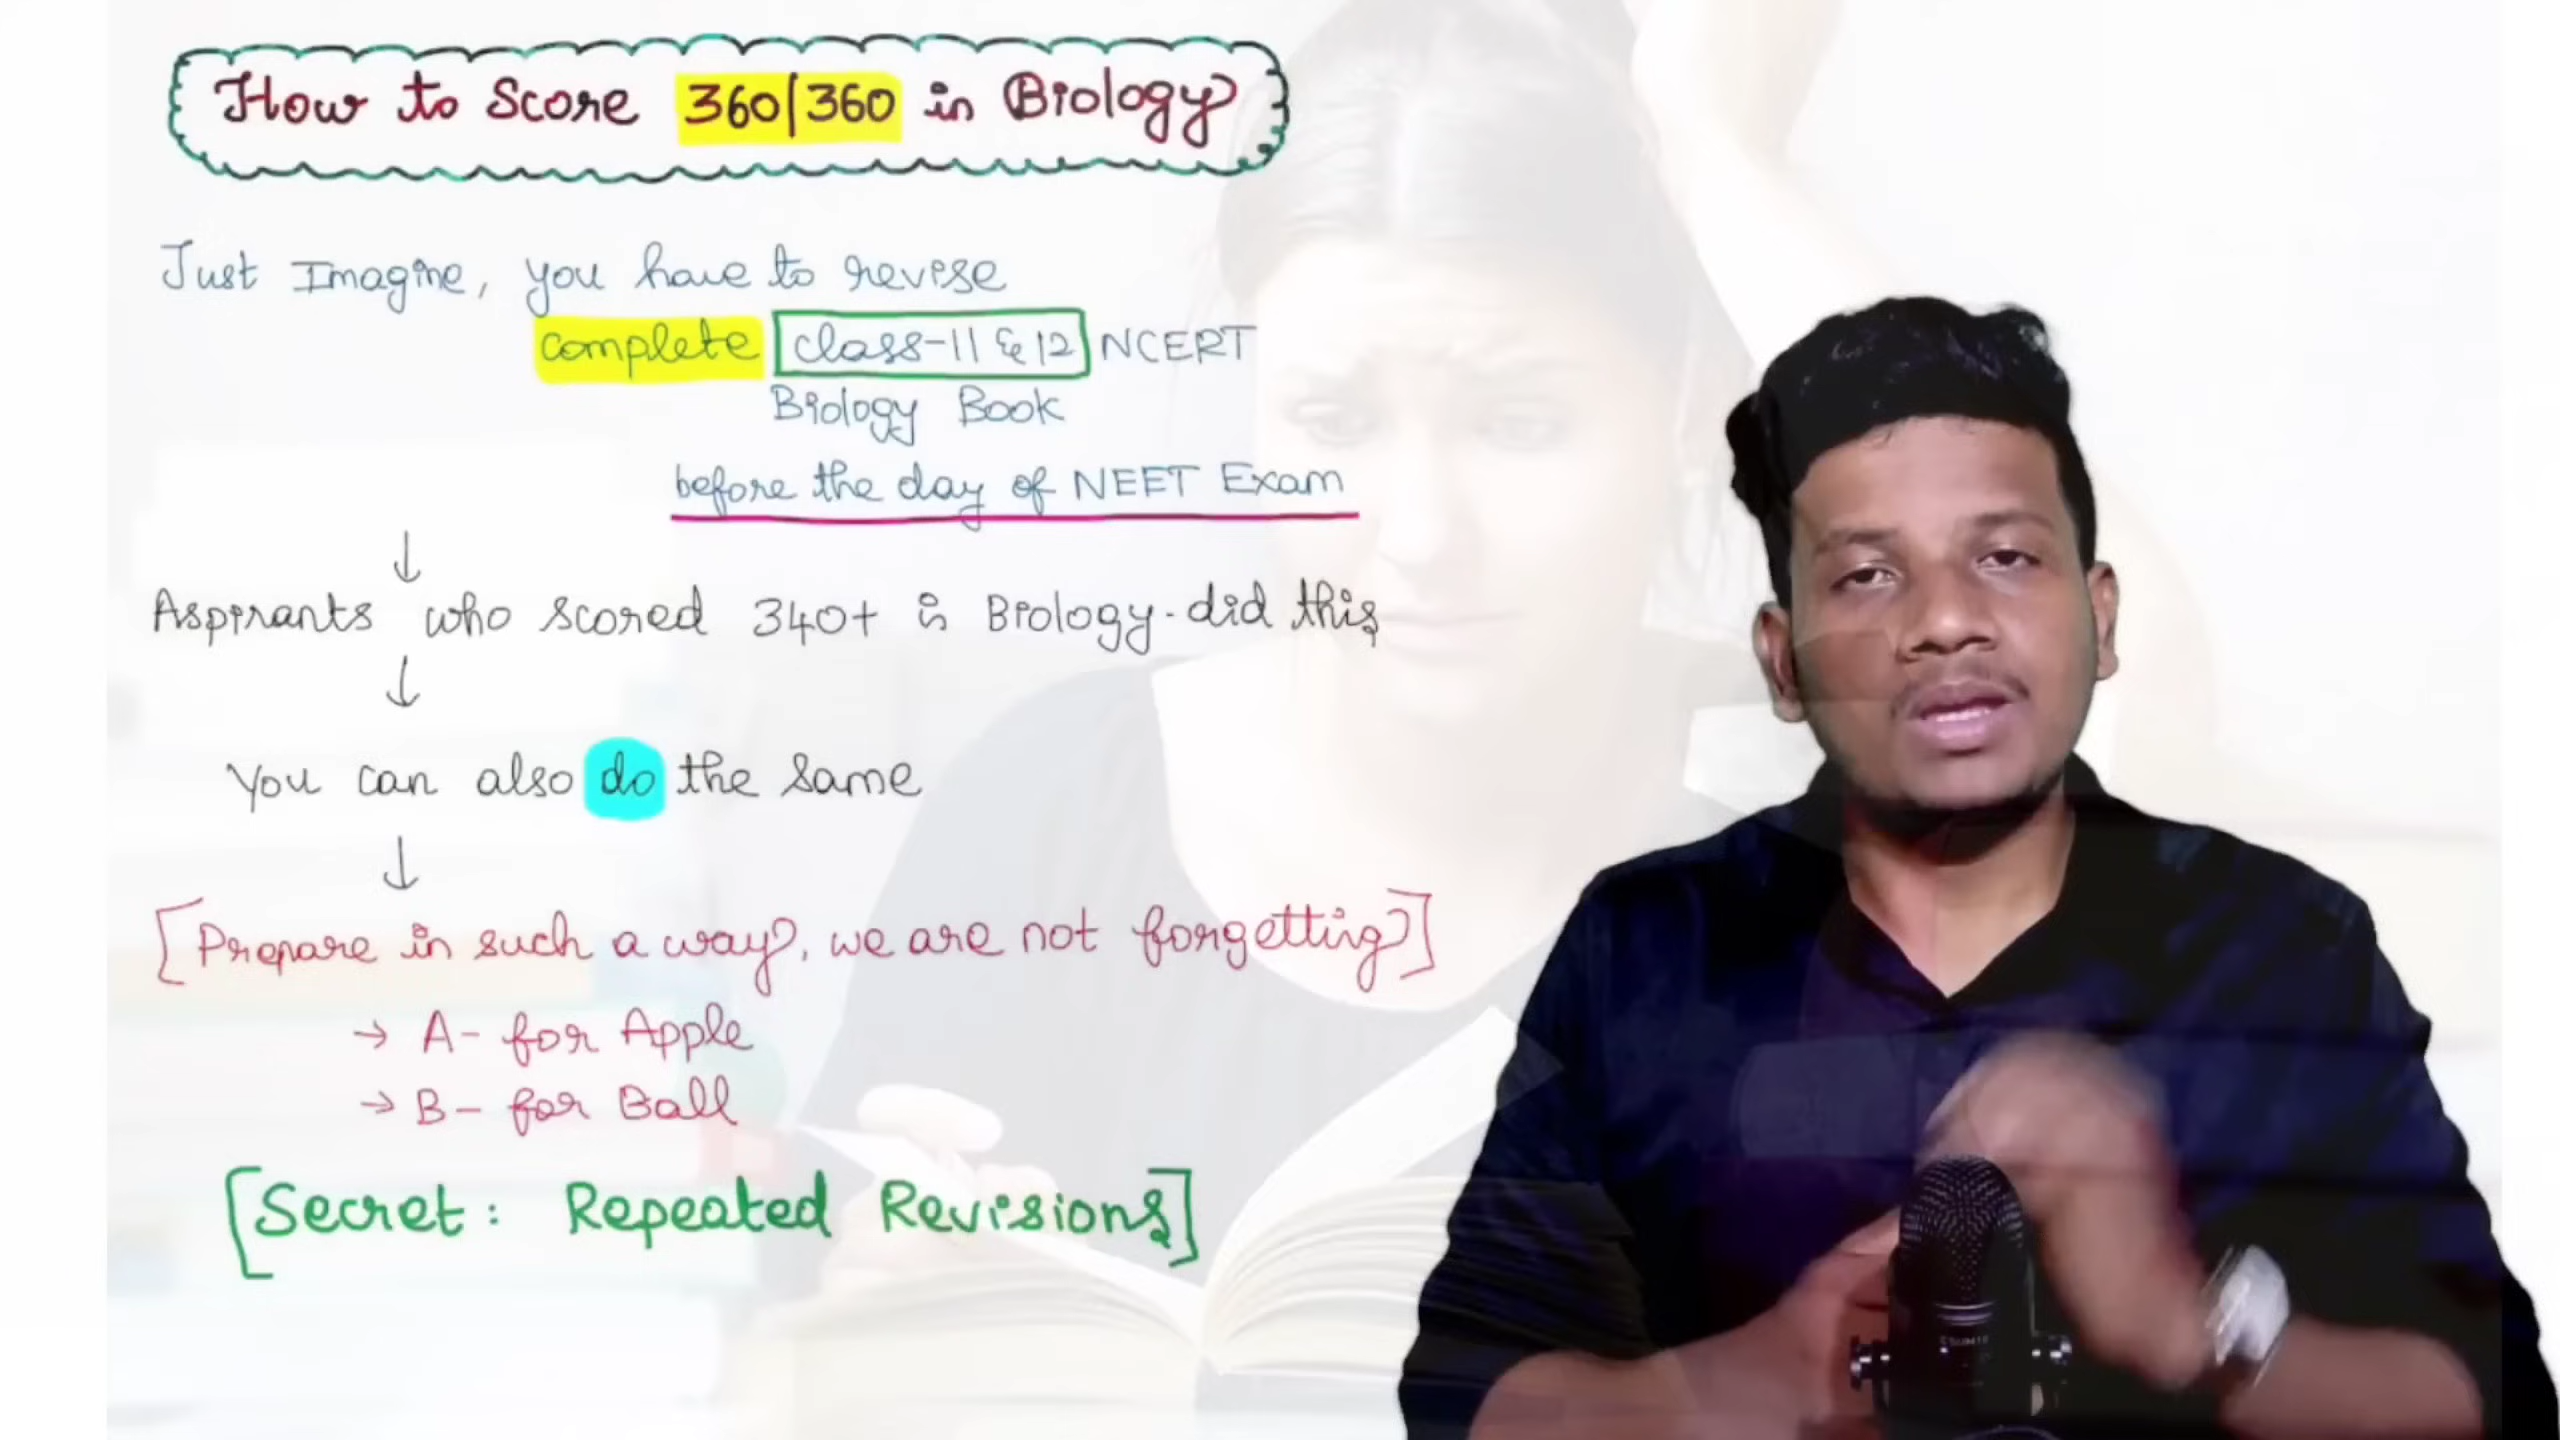 How to Score 360/360 in Biology
Just Imagine, you have to revise
complete class-11 & 12 NCERT
Biology Book
before the day of NEET Exam
↓
Aspirants who scored 340+ in Biology - did this
↓
You can also do the same
↓
[Prepare in such a way, we are not forgetting]
→ A- for Apple
→ B- for Ball
[Secret: Repeated Revisions]